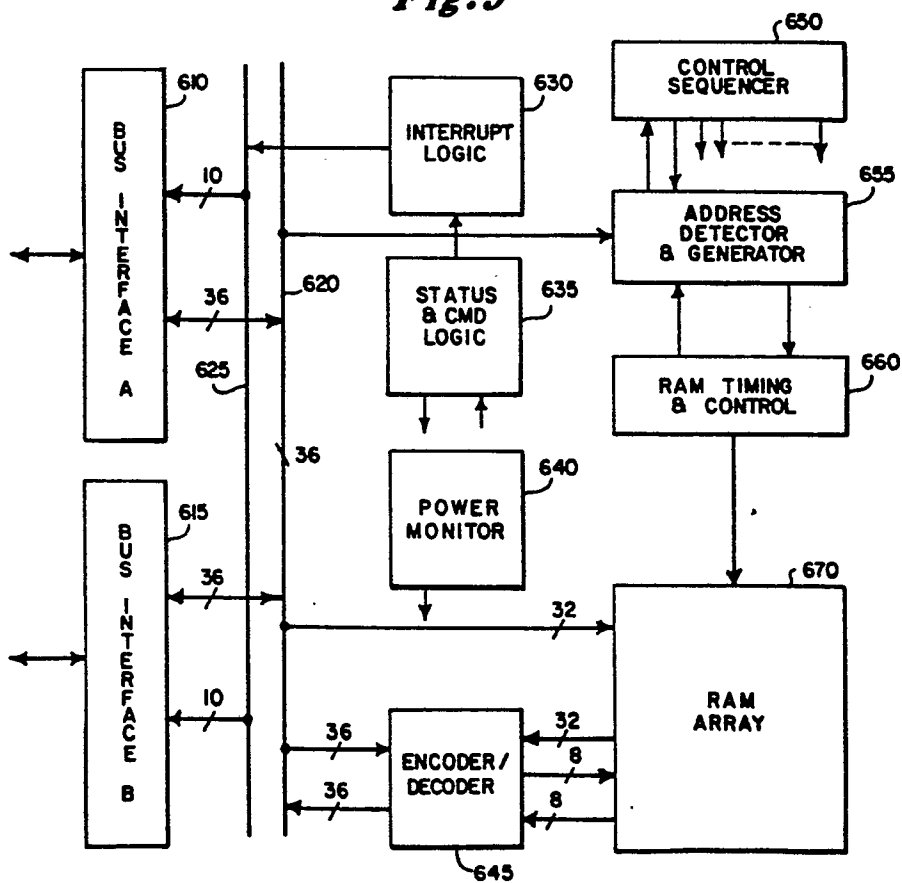 Fig. 5
650
CONTROL
SEQUENCER
610
630
INTERRUPT
LOGIC
655
ADDRESS
DETECTOR
& GENERATOR
10
BUS INTERFACE A
620
STATUS
& CMD
LOGIC
635
36
625
660
RAM TIMING
& CONTROL
36
640
POWER
MONITOR
615
BUS INTERFACE B
36
670
32
RAM
ARRAY
10
36
32
ENCODER/
DECODER
8
36
8
645